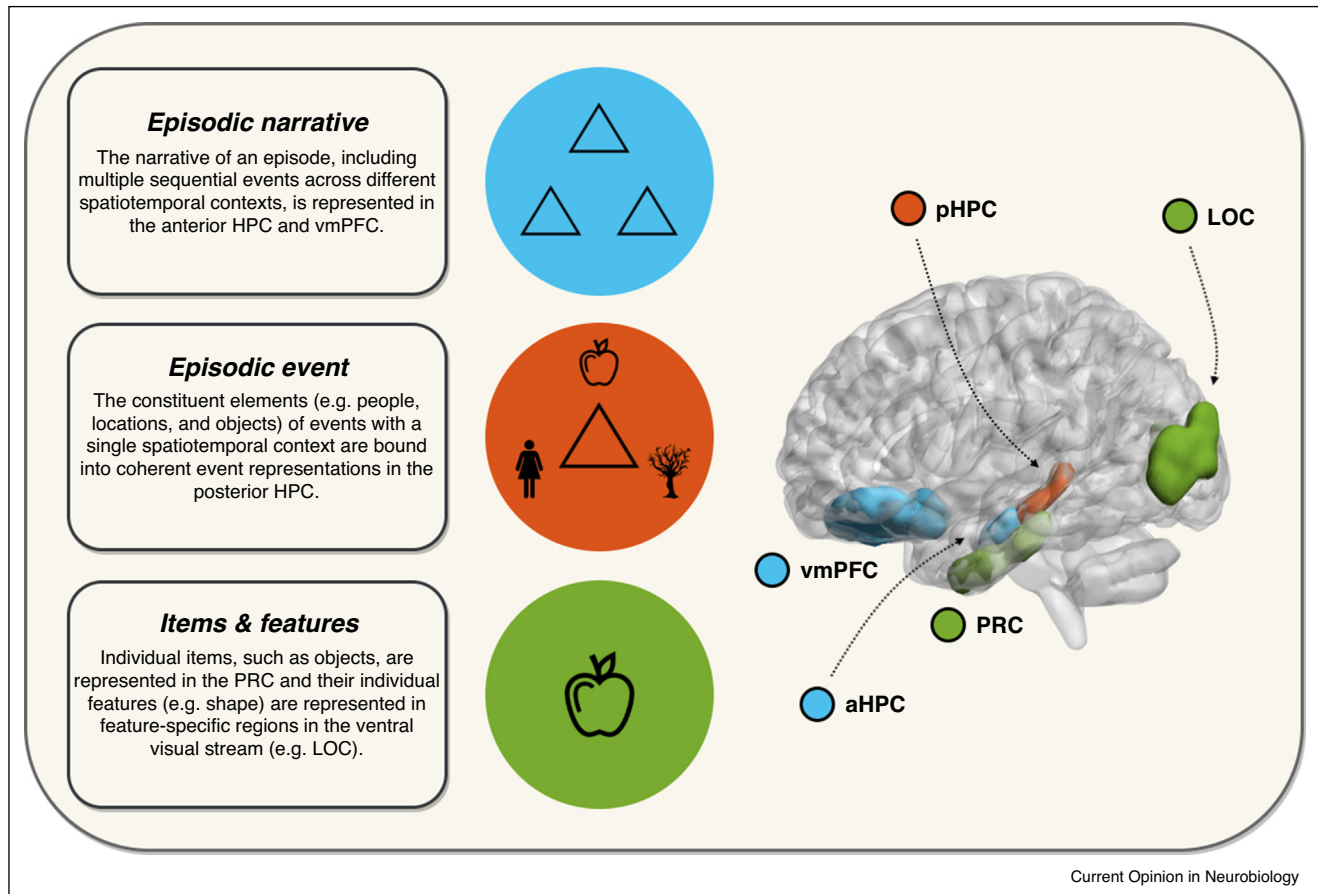 Episodic narrative
The narrative of an episode, including
multiple sequential events across different
spatiotemporal contexts, is represented in
the anterior HPC and vmPFC.
Episodic event
The constituent elements (e.g. people,
locations, and objects) of events with a
single spatiotemporal context are bound
into coherent event representations in the
posterior HPC.
Items & features
Individual items, such as objects, are
represented in the PRC and their individual
features (e.g. shape) are represented in
feature-specific regions in the ventral
visual stream (e.g. LOC).
pHPC
LOC
vmPFC
PRC
aHPC
Current Opinion in Neurobiology